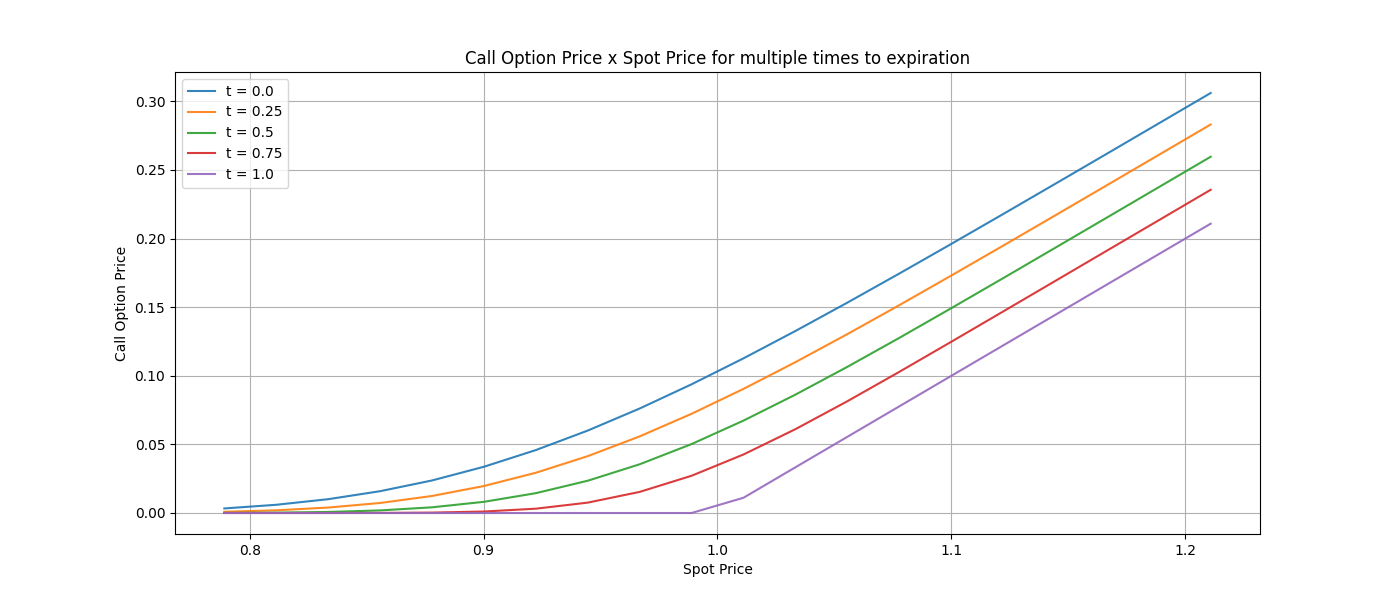 Call Option Price x Spot Price for multiple times to expiration
t = 0.0
t = 0.25
t = 0.5
t = 0.75
t = 1.0
Call Option Price
0.30
0.25
0.20
0.15
0.10
0.05
0.00
0.8 0.9 1.0 1.1 1.2
Spot Price